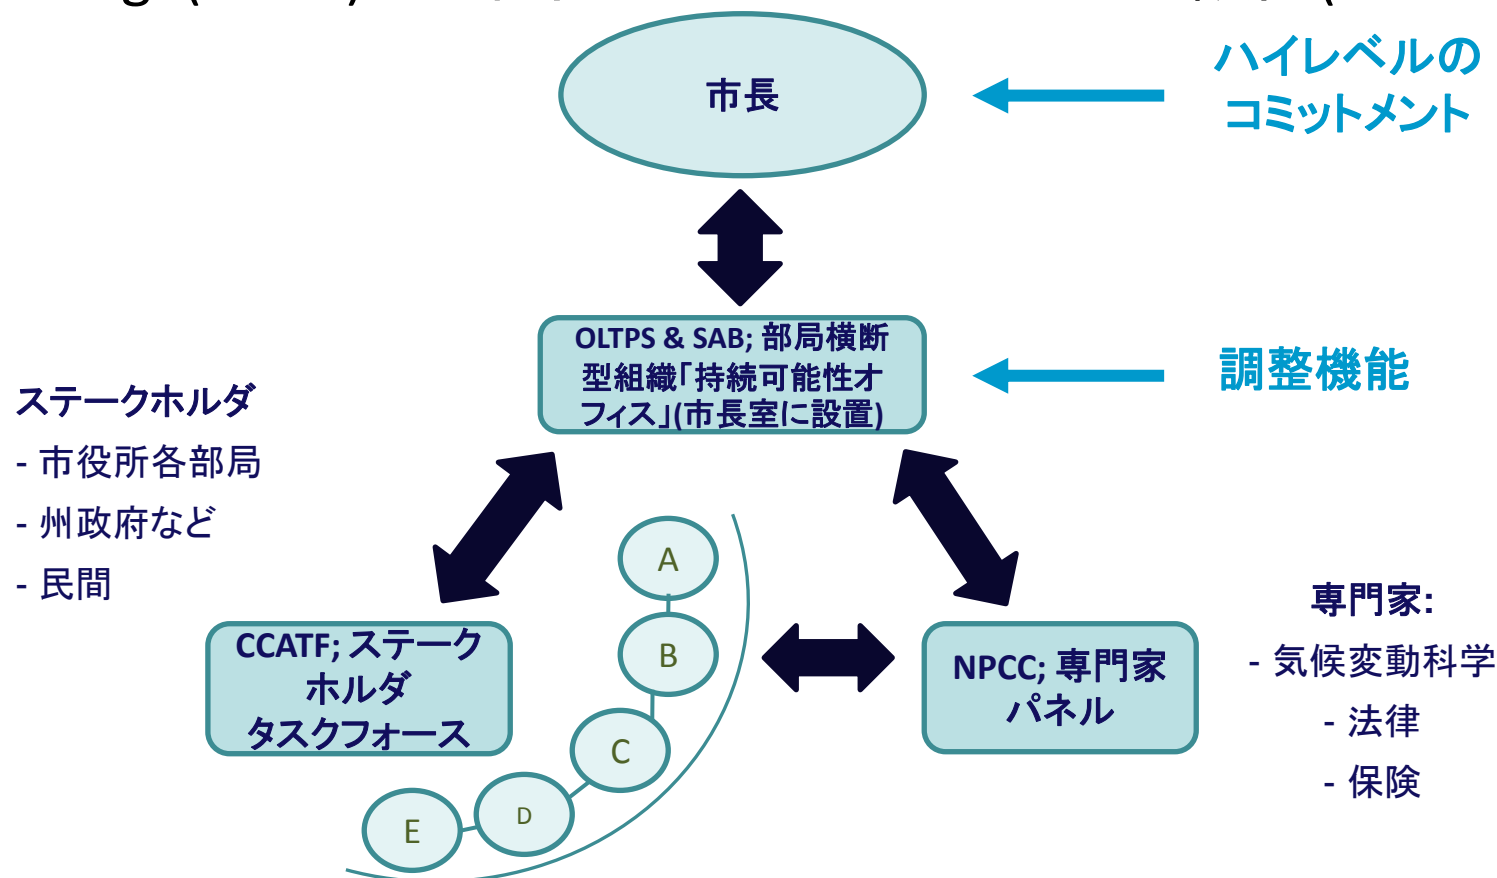 市長
ハイレベルの
コミットメント
OLTPS & SAB; 部局横断
型組織「持続可能性オ
フィス」(市長室に設置)
調整機能
ステークホルダ
- 市役所各部局
- 州政府など
- 民間
CCATF; ステーク
ホルダ
タスクフォース
A
B
C
D
E
NPCC; 専門家
パネル
専門家:
- 気候変動科学
- 法律
- 保険